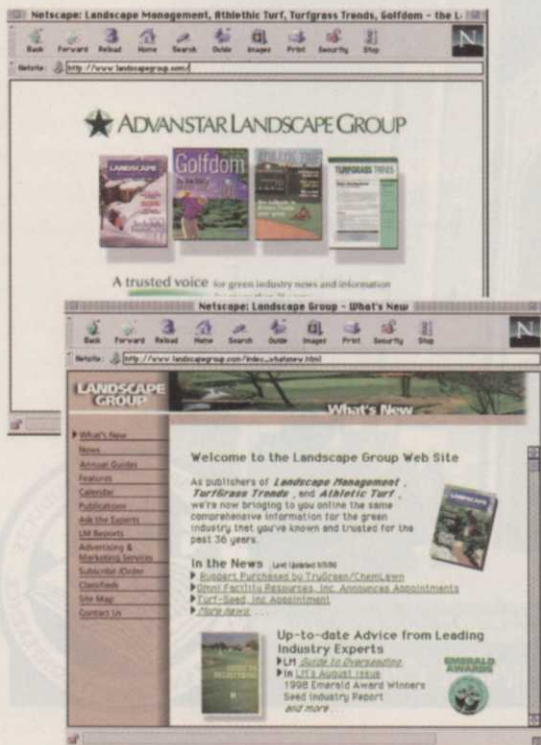 Netscape: Landscape Management, Athlethic Turf, Turfgrass Trends, Golfdom - the L
Back Forward Reload Home Search Guide Images Print Security Stop
N
Netsite: http://www.landscapegroup.com/
ADVANSTAR LANDSCAPE GROUP
LANDSCAPE
Golfdom
TURFGRASS TRENDS
A trusted voice for green industry news and information
Netscape: Landscape Group - What's New
Back Forward Reload Home Search Guide Images Print Security Stop
N
Netsite: http://www.landscapegroup.com/index_whatsnew.html
LANDSCAPE
GROUP
What's New
What's New
News
Annual Guides
Features
Calendar
Publications
Ask the Experts
LM Reports
Advertising &
Marketing Services
Subscribe/Order
Classifieds
Site Map
Contact Us
Welcome to the Landscape Group Web Site
As publishers of Landscape Management,
TurfGrass Trends, and Athletic Turf,
we're now bringing to you online the same
comprehensive information for the green
industry that you've known and trusted for the
past 36 years.
In the News Last Updated
Ruppert Purchased by TruGreen/ChemLawn
Omni Facility Resources, Inc. Announces Appointments
Turf-Seed, Inc Appointment
More news ...
Up-to-date Advice from Leading
Industry Experts
LM Guide to Overseeding
In LM's August issue
1998 Emerald Award Winners
Seed Industry Report
and more ...
EMERALD
AWARDS